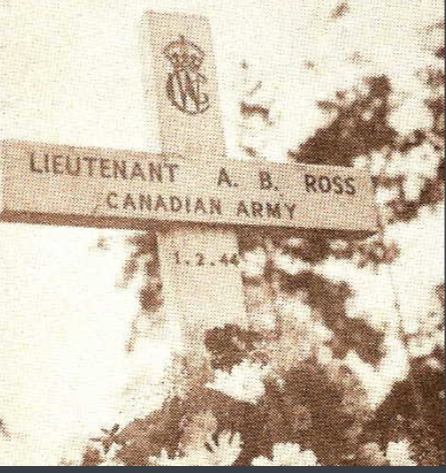 LIEUTENANT A. B. ROSS
CANADIAN ARMY
1.2.44